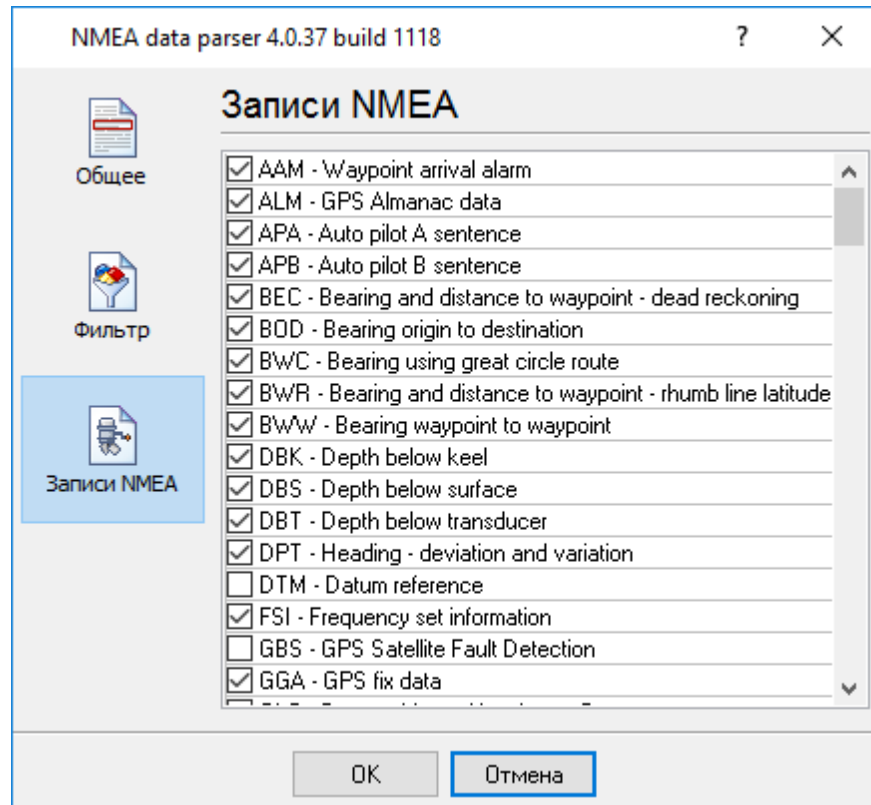 NMEA data parser 4.0.37 build 1118
Общее
Фильтр
Записи NMEA
Записи NMEA
AAM - Waypoint arrival alarm
ALM - GPS Almanac data
APA - Auto pilot A sentence
APB - Auto pilot B sentence
BEC - Bearing and distance to waypoint - dead reckoning
BOD - Bearing origin to destination
BWC - Bearing using great circle route
BWR - Bearing and distance to waypoint - rhumb line latitude
BWW - Bearing waypoint to waypoint
DBK - Depth below keel
DBS - Depth below surface
DBT - Depth below transducer
DPT - Heading - deviation and variation
DTM - Datum reference
FSI - Frequency set information
GBS - GPS Satellite Fault Detection
GGA - GPS fix data
OK
Отмена